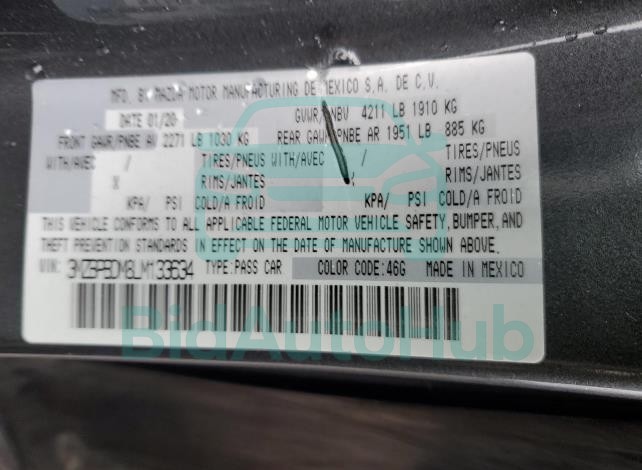 MFD. BY MAZDA MOTOR MANUFACTURING DE MEXICO S.A. DE C.V.
DATE 01/20 GVWR/PNBV 4211 LB 1910 KG
FRONT GAWR/PNBE AV 2271 LB 1030 KG REAR GAWR/PNBE AR 1951 LB 885 KG
WITH/AVEC / TIRES/PNEUS WITH/AVEC / TIRES/PNEUS
X RIMS/JANTES X RIMS/JANTES
KPA/ PSI COLD/A FROID KPA/ PSI COLD/A FROID
THIS VEHICLE CONFORMS TO ALL APPLICABLE FEDERAL MOTOR VEHICLE SAFETY, BUMPER, AND
THEFT PREVENTION STANDARDS IN EFFECT ON THE DATE OF MANUFACTURE SHOWN ABOVE.
VIN: TYPE: PASS CAR COLOR CODE: 46G MADE IN MEXICO
BidAutoHub